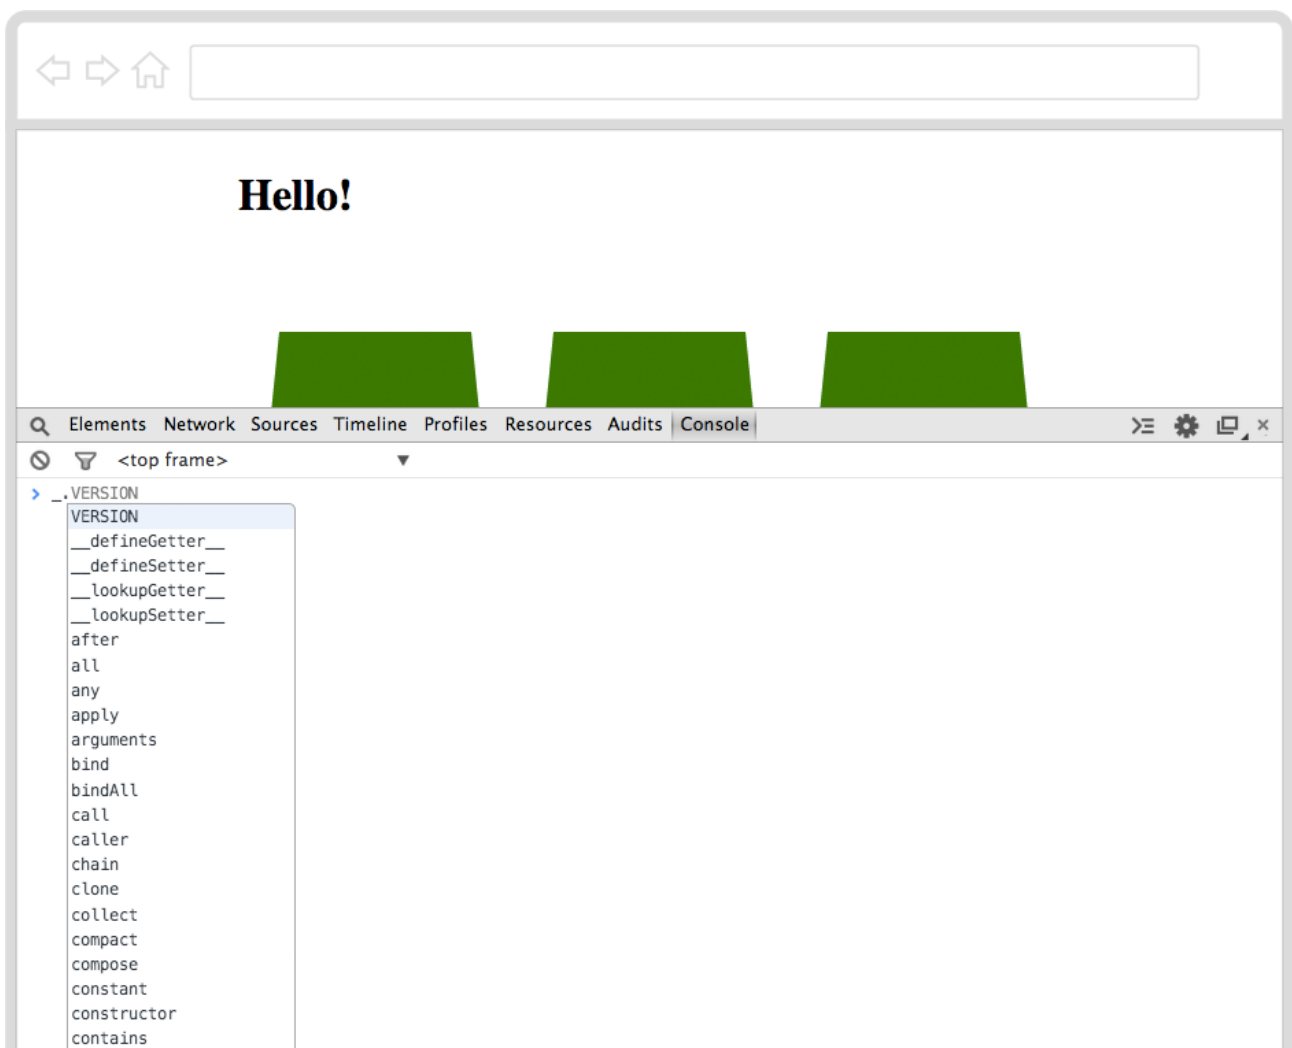 Hello!
Elements Network Sources Timeline Profiles Resources Audits Console
<top frame>
_.VERSION
VERSION
__defineGetter__
__defineSetter__
__lookupGetter__
__lookupSetter__
after
all
any
apply
arguments
bind
bindAll
call
caller
chain
clone
collect
compact
compose
constant
constructor
contains